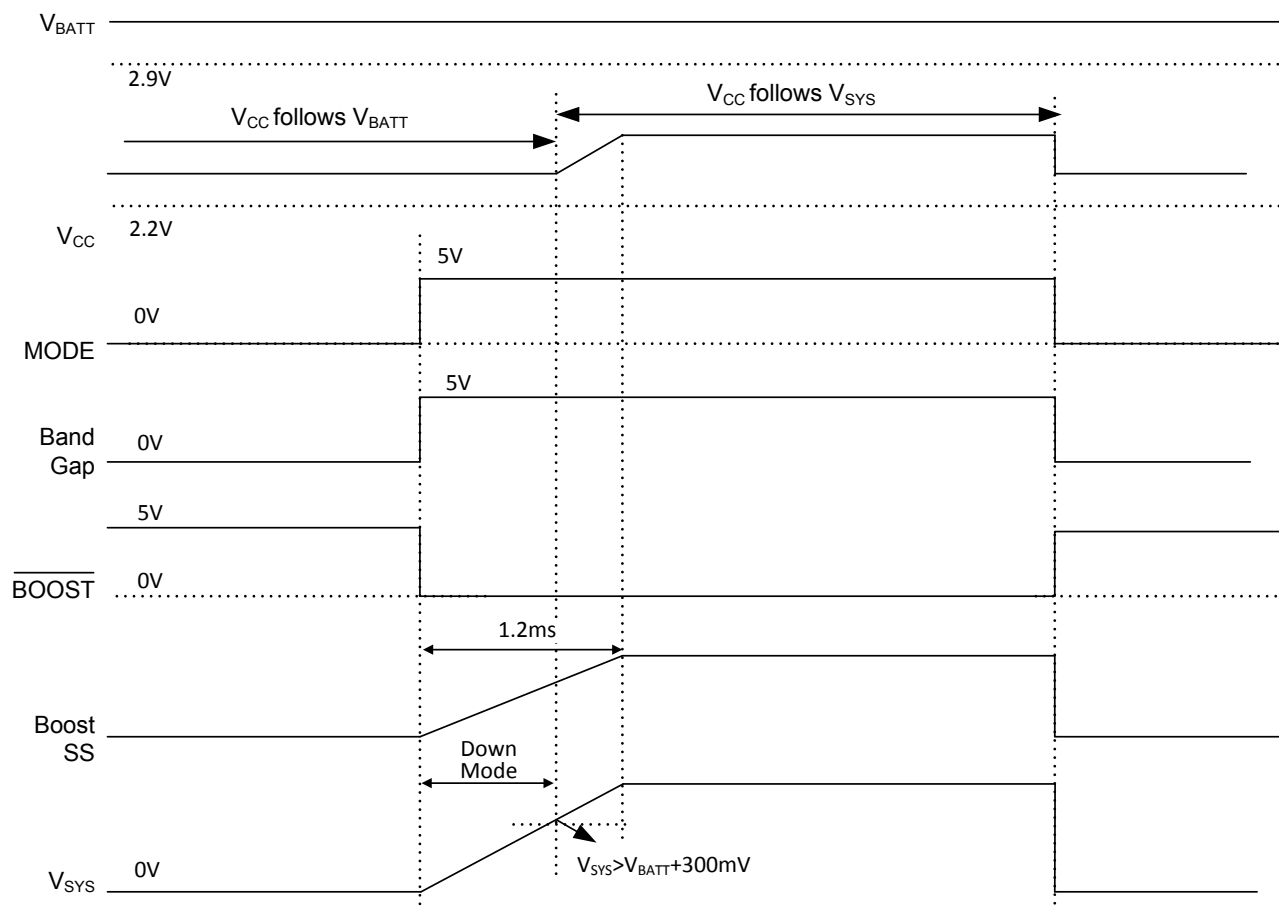 VBATT
2.9V
VCC follows VBATT
VCC follows VSYS
VCC
2.2V
5V
0V
MODE
5V
Band
Gap
0V
5V
BOOST
0V
1.2ms
Boost
SS
Down
Mode
VSYS>VBATT+300mV
VSYS
0V